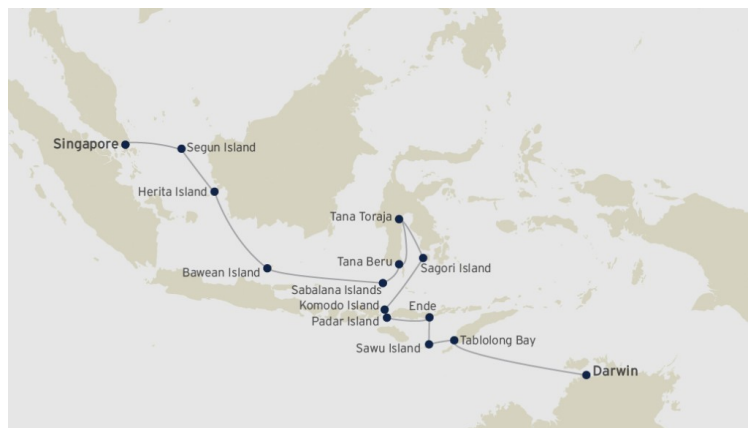 Singapore
Segun Island
Herita Island
Tana Toraja
Tana Beru
Sagori Island
Bawean Island
Sabalana Islands
Komodo Island
Ende
Padar Island
Sawu Island
Tablolong Bay
Darwin